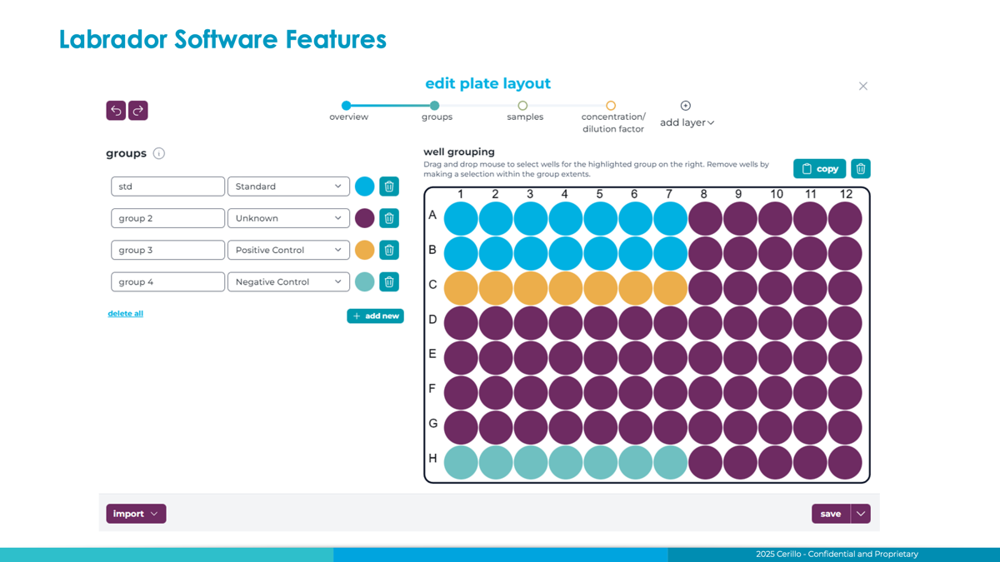 Labrador Software Features
edit plate layout
overview
groups
samples
concentration/
dilution factor
add layer
groups
std
Standard
group 2
Unknown
group 3
Positive Control
group 4
Negative Control
delete all
+ add new
well grouping
Drag and drop mouse to select wells for the highlighted group on the right. Remove wells by
making a selection within the group extents.
copy
1 2 3 4 5 6 7 8 9 10 11 12
A
B
C
D
E
F
G
H
import
save
2025 Cerillo - Confidential and Proprietary